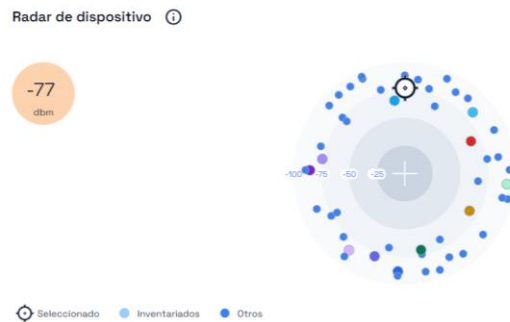 Radar de dispositivo
-77
dbm
-100 -75 -50 -25
Seleccionado Inventariados Otros